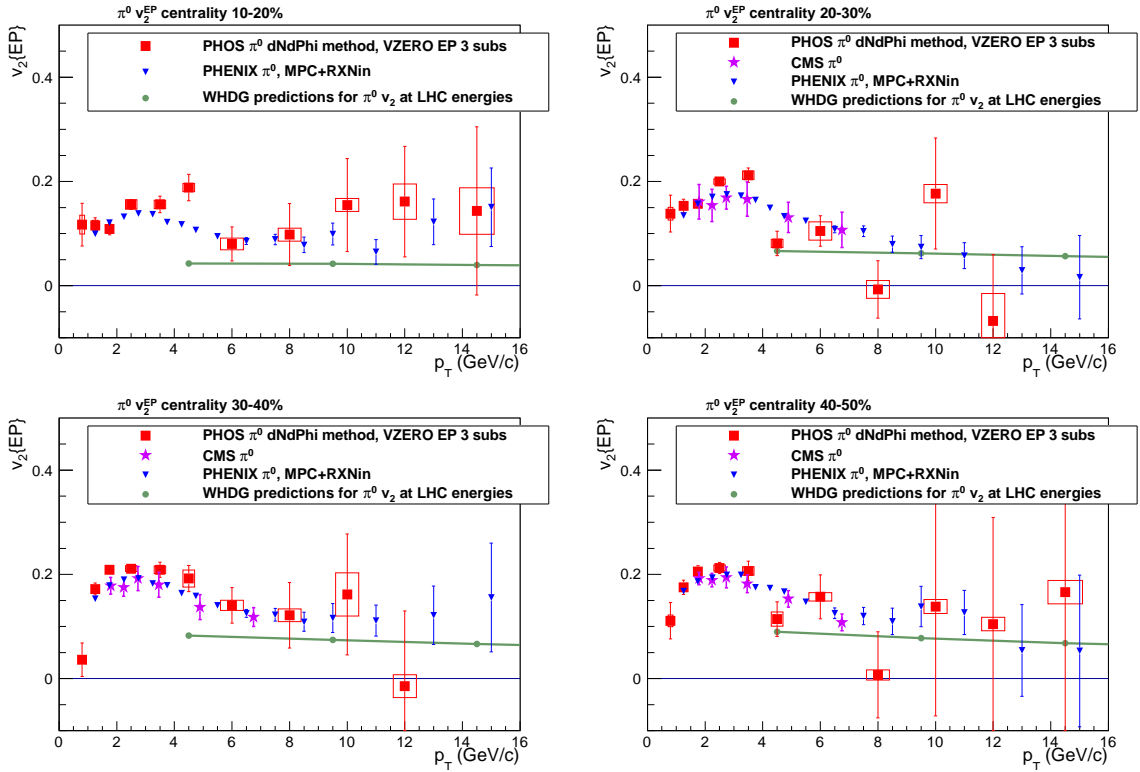 π⁰ v₂ᴱᴾ centrality 10-20%
v₂{EP}
PHOS π⁰ dNdPhi method, VZERO EP 3 subs
PHENIX π⁰, MPC+RXNin
WHDG predictions for π⁰ v₂ at LHC energies
0.4
0.2
0
0 2 4 6 8 10 12 14 16
p_T (GeV/c)
π⁰ v₂ᴱᴾ centrality 20-30%
v₂{EP}
PHOS π⁰ dNdPhi method, VZERO EP 3 subs
CMS π⁰
PHENIX π⁰, MPC+RXNin
WHDG predictions for π⁰ v₂ at LHC energies
0.4
0.2
0
0 2 4 6 8 10 12 14 16
p_T (GeV/c)
π⁰ v₂ᴱᴾ centrality 30-40%
v₂{EP}
PHOS π⁰ dNdPhi method, VZERO EP 3 subs
CMS π⁰
PHENIX π⁰, MPC+RXNin
WHDG predictions for π⁰ v₂ at LHC energies
0.4
0.2
0
0 2 4 6 8 10 12 14 16
p_T (GeV/c)
π⁰ v₂ᴱᴾ centrality 40-50%
v₂{EP}
PHOS π⁰ dNdPhi method, VZERO EP 3 subs
CMS π⁰
PHENIX π⁰, MPC+RXNin
WHDG predictions for π⁰ v₂ at LHC energies
0.4
0.2
0
0 2 4 6 8 10 12 14 16
p_T (GeV/c)